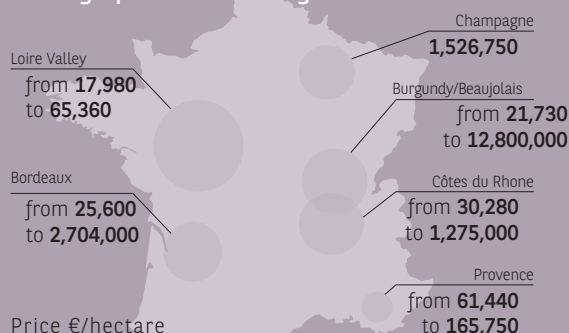 Champagne
1,526,750
Loire Valley
from 17,980
to 65,360
Burgundy/Beaujolais
from 21,730
to 12,800,000
Bordeaux
from 25,600
to 2,704,000
Côtes du Rhone
from 30,280
to 1,275,000
Provence
from 61,440
to 165,750
Price €/hectare